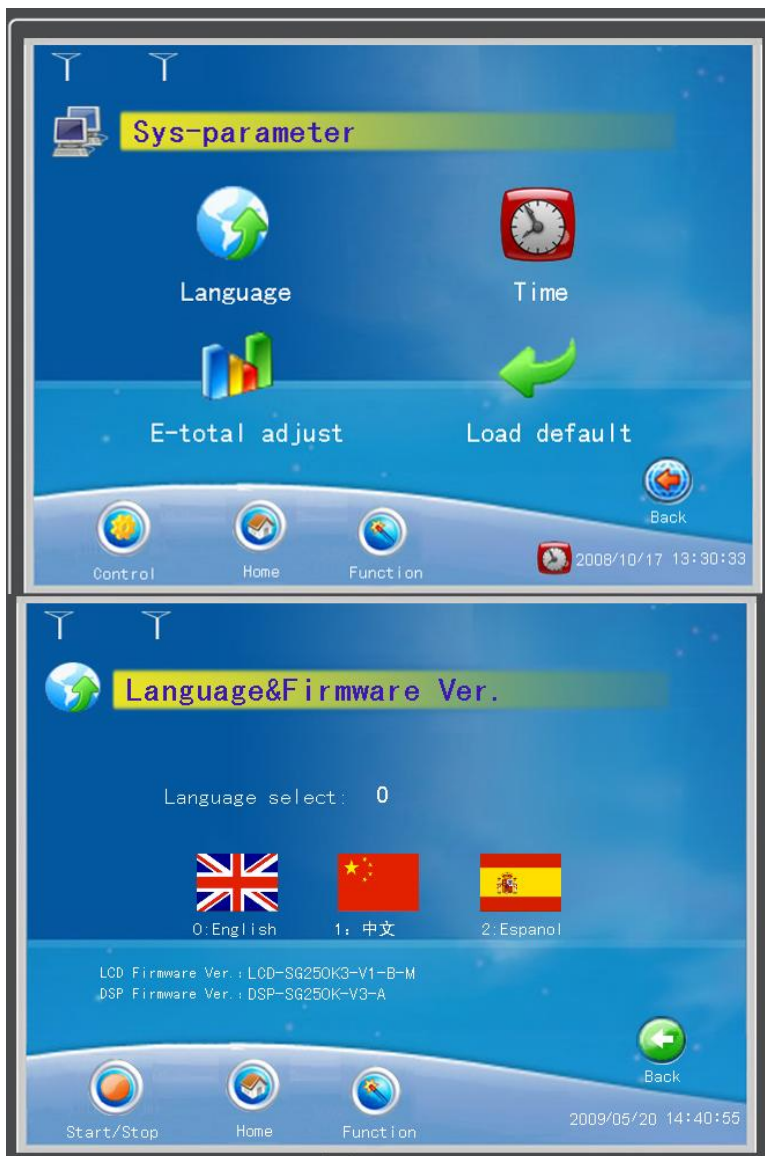 Sys-parameter
Language
Time
E-total adjust
Load default
Back
Control
Home
Function
2008/10/17 13:30:33
Language&Firmware Ver.
Language select: 0
0:English
1: 中文
2:Espanol
LCD Firmware Ver.:LCD-SG250K3-V1-B-M
DSP Firmware Ver.:DSP-SG250K-V3-A
Back
Start/Stop
Home
Function
2009/05/20 14:40:55